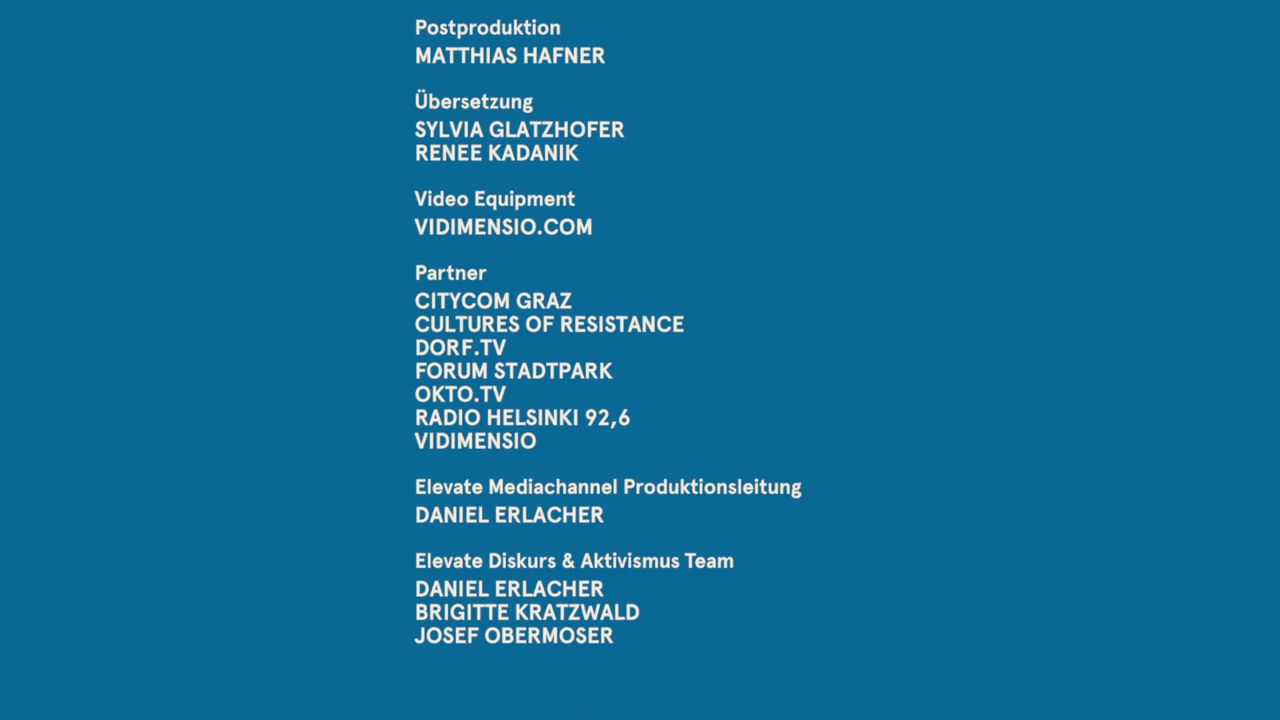 Postproduktion
MATTHIAS HAFNER
Übersetzung
SYLVIA GLATZHOFER
RENEE KADANIK
Video Equipment
VIDIMENSIO.COM
Partner
CITYCOM GRAZ
CULTURES OF RESISTANCE
DORF.TV
FORUM STADTPARK
OKTO.TV
RADIO HELSINKI 92,6
VIDIMENSIO
Elevate Mediachannel Produktionsleitung
DANIEL ERLACHER
Elevate Diskurs & Aktivismus Team
DANIEL ERLACHER
BRIGITTE KRATZWALD
JOSEF OBERMOSER